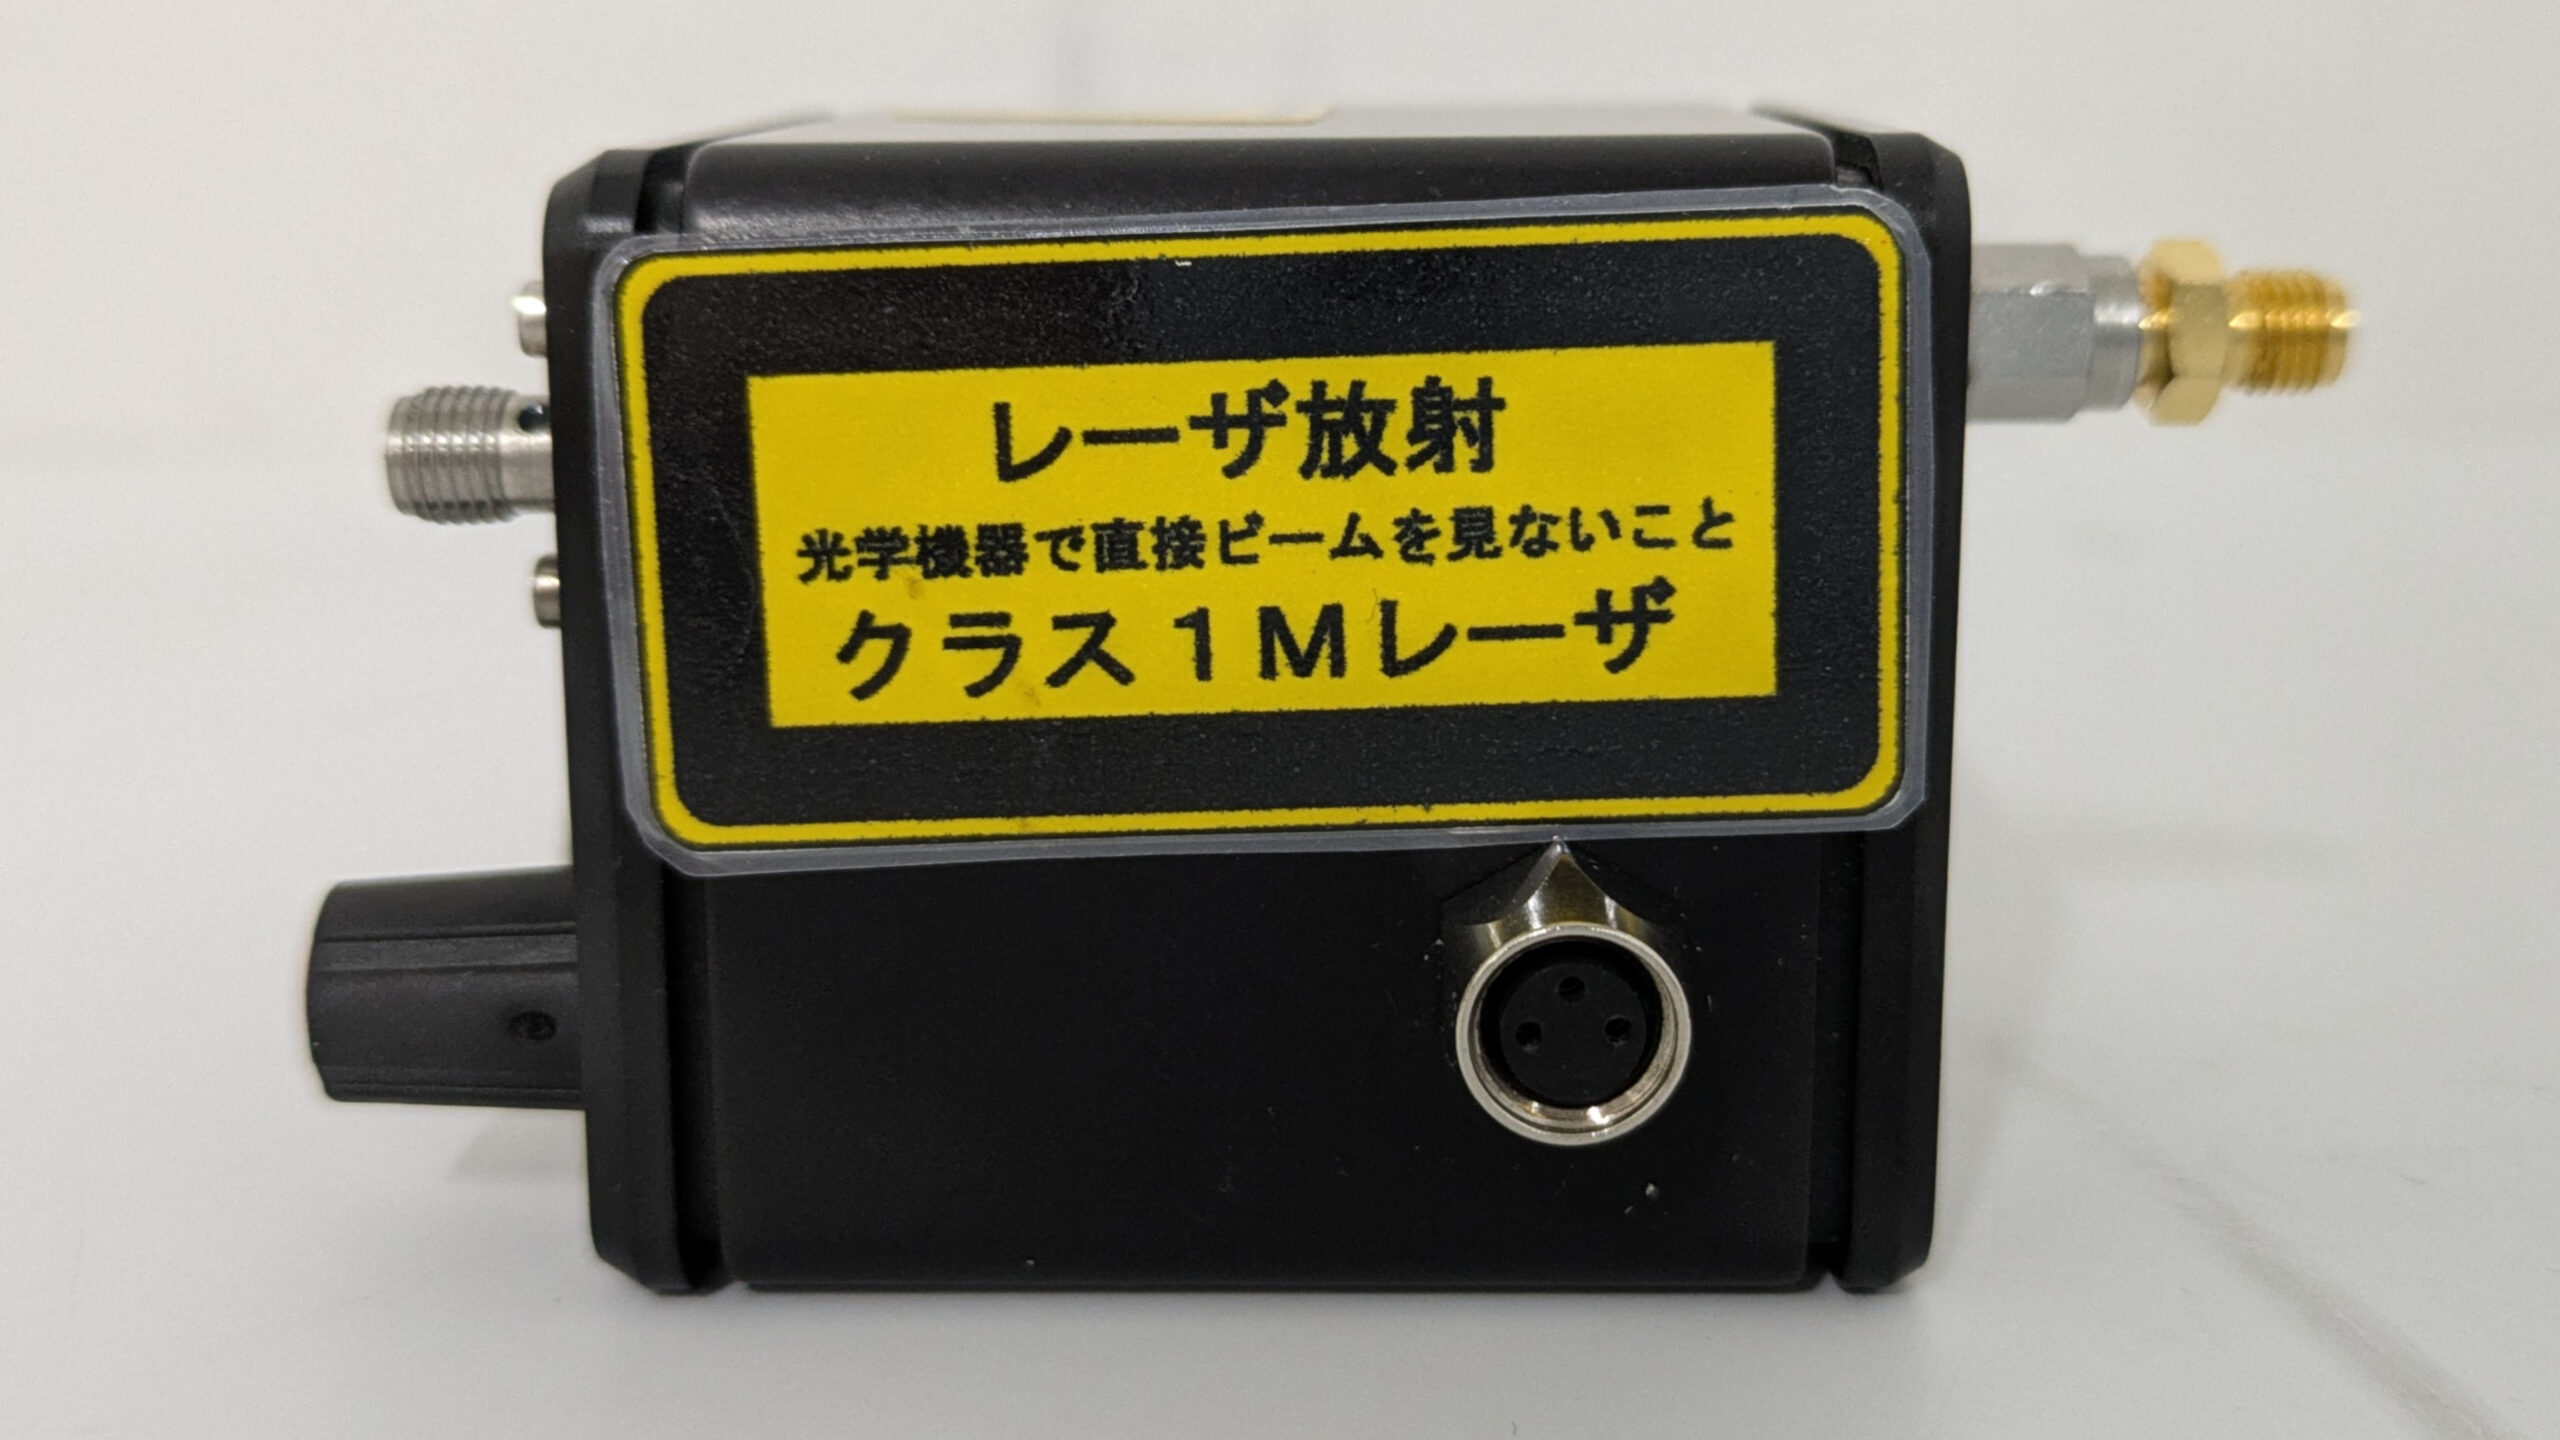 レーザ放射
光学機器で直接ビームを見ないこと
クラス１Ｍレーザ